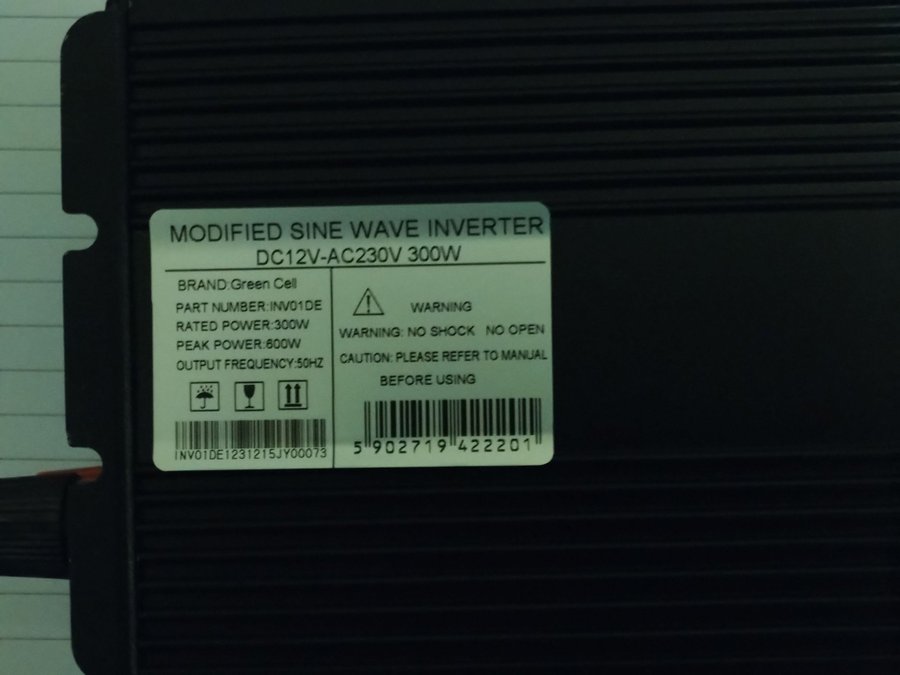 MODIFIED SINE WAVE INVERTER
DC12V-AC230V 300W
BRAND:Green Cell
PART NUMBER:INV01DE
RATED POWER:300W
PEAK POWER:600W
OUTPUT FREQUENCY:50HZ
INV01DE1231215JY00073
WARNING
WARNING: NO SHOCK NO OPEN
CAUTION: PLEASE REFER TO MANUAL
BEFORE USING
5 902719 422201